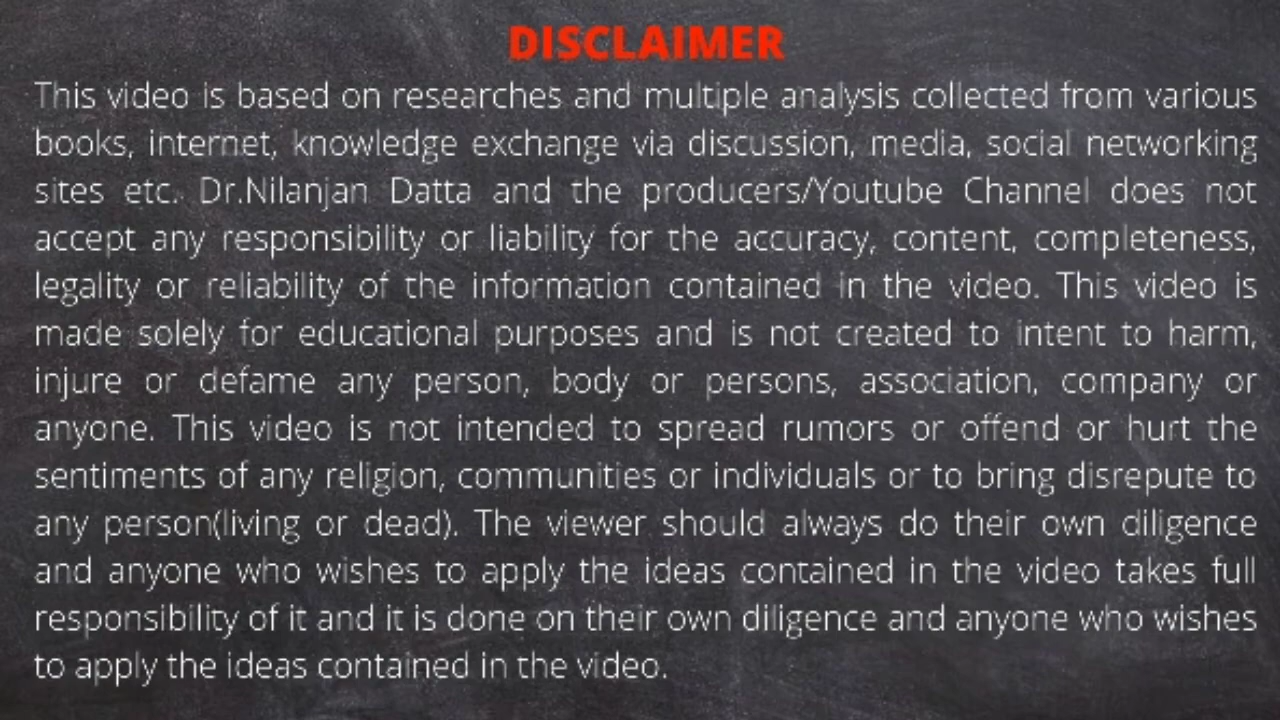 DISCLAIMER
This video is based on researches and multiple analysis collected from various
books, internet, knowledge exchange via discussion, media, social networking
sites etc. Dr.Nilanjan Datta and the producers/Youtube Channel does not
accept any responsibility or liability for the accuracy, content, completeness,
legality or reliability of the information contained in the video. This video is
made solely for educational purposes and is not created to intent to harm,
injure or defame any person, body or persons, association, company or
anyone. This video is not intended to spread rumors or offend or hurt the
sentiments of any religion, communities or individuals or to bring disrepute to
any person(living or dead). The viewer should always do their own diligence
and anyone who wishes to apply the ideas contained in the video takes full
responsibility of it and it is done on their own diligence and anyone who wishes
to apply the ideas contained in the video.